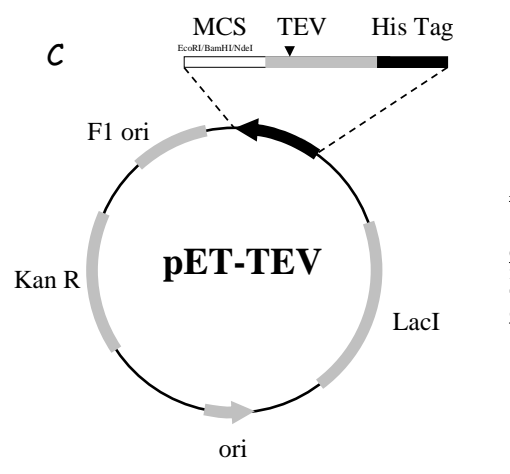 C
MCS TEV His Tag
EcoRI/BamHI/NdeI
F1 ori
Kan R
pET-TEV
LacI
ori